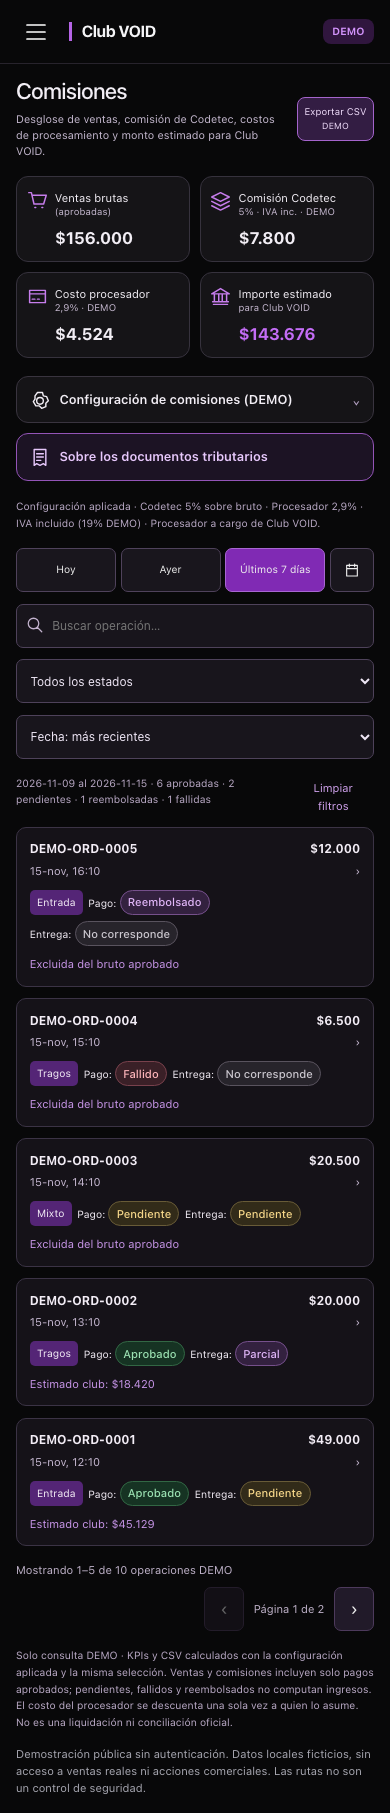 Club VOID
DEMO
Comisiones
Desglose de ventas, comisión de Codetec, costos
de procesamiento y monto estimado para Club
VOID.
Exportar CSV
DEMO
Ventas brutas
(aprobadas)
$156.000
Comisión Codetec
5% · IVA inc. · DEMO
$7.800
Costo procesador
2,9% · DEMO
$4.524
Importe estimado
para Club VOID
$143.676
Configuración de comisiones (DEMO)
Sobre los documentos tributarios
Configuración aplicada · Codetec 5% sobre bruto · Procesador 2,9% ·
IVA incluido (19% DEMO) · Procesador a cargo de Club VOID.
Hoy
Ayer
Últimos 7 días
Buscar operación...
Todos los estados
Fecha: más recientes
2026-11-09 al 2026-11-15 · 6 aprobadas · 2
pendientes · 1 reembolsadas · 1 fallidas
Limpiar
filtros
DEMO-ORD-0005 $12.000
15-nov, 16:10 ›
Entrada Pago: Reembolsado
Entrega: No corresponde
Excluida del bruto aprobado
DEMO-ORD-0004 $6.500
15-nov, 15:10 ›
Tragos Pago: Fallido Entrega: No corresponde
Excluida del bruto aprobado
DEMO-ORD-0003 $20.500
15-nov, 14:10 ›
Mixto Pago: Pendiente Entrega: Pendiente
Excluida del bruto aprobado
DEMO-ORD-0002 $20.000
15-nov, 13:10 ›
Tragos Pago: Aprobado Entrega: Parcial
Estimado club: $18.420
DEMO-ORD-0001 $49.000
15-nov, 12:10 ›
Entrada Pago: Aprobado Entrega: Pendiente
Estimado club: $45.129
Mostrando 1–5 de 10 operaciones DEMO
‹ Página 1 de 2 ›
Solo consulta DEMO · KPIs y CSV calculados con la configuración
aplicada y la misma selección. Ventas y comisiones incluyen solo pagos
aprobados; pendientes, fallidos y reembolsados no computan ingresos.
El costo del procesador se descuenta una sola vez a quien lo asume.
No es una liquidación ni conciliación oficial.
Demostración pública sin autenticación. Datos locales ficticios, sin
acceso a ventas reales ni acciones comerciales. Las rutas no son
un control de seguridad.